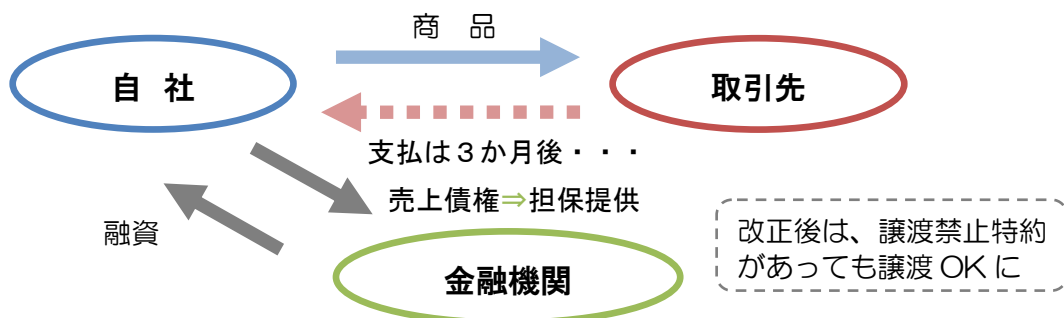 商　品
自　社
取引先
支払は３か月後・・・
売上債権⇒担保提供
融資
改正後は、譲渡禁止特約
があっても譲渡 OK に
金融機関